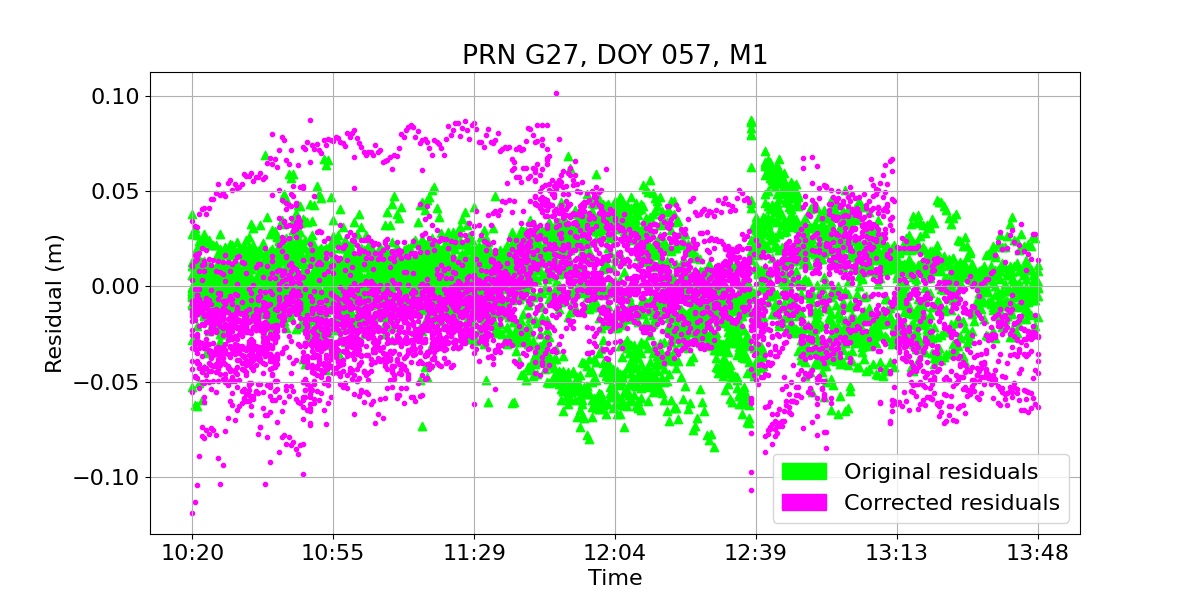 PRN G27, DOY 057, M1
Residual (m)
0.10
0.05
0.00
−0.05
−0.10
10:20
10:55
11:29
12:04
12:39
13:13
13:48
Time
Original residuals
Corrected residuals